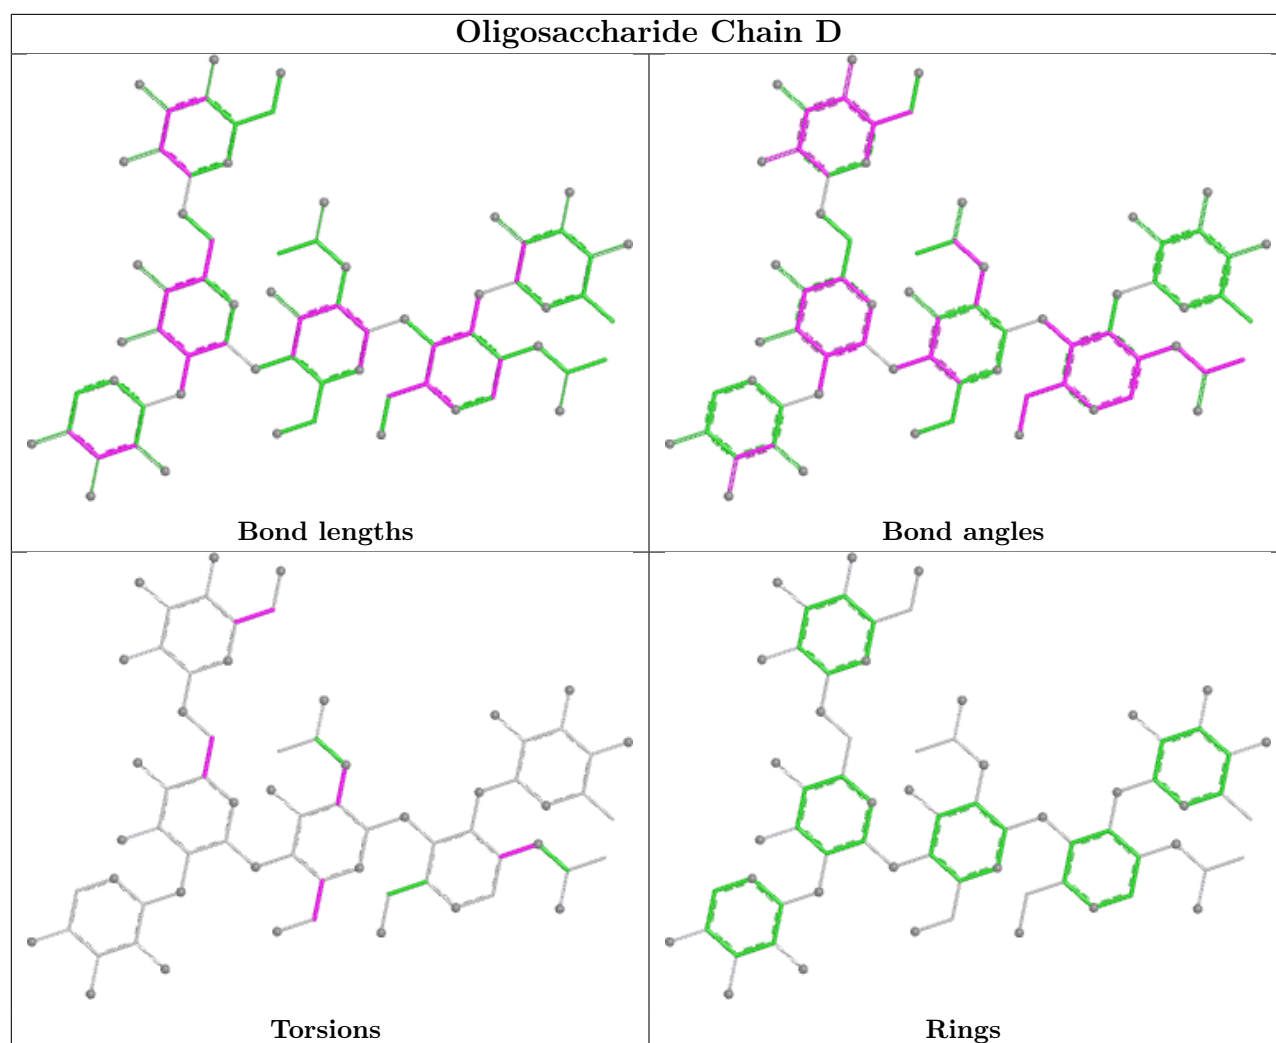 Oligosaccharide Chain D
Bond lengths
Bond angles
Torsions
Rings